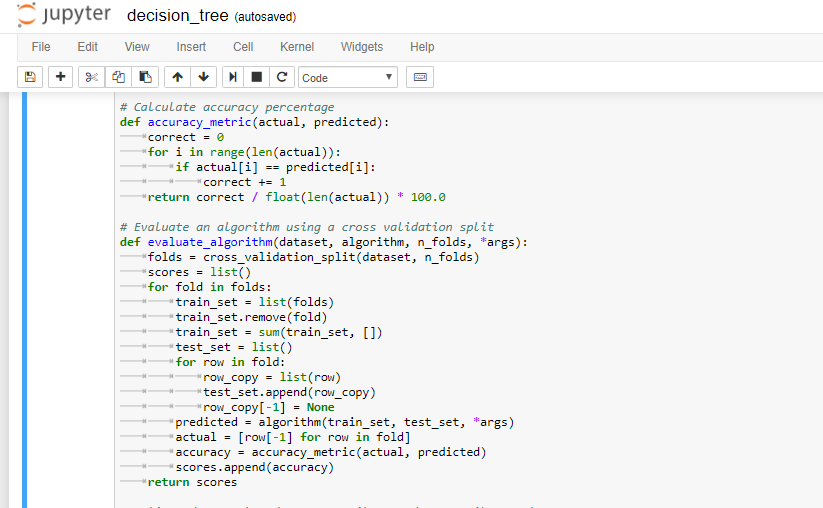 jupyter decision_tree (autosaved)
File Edit View Insert Cell Kernel Widgets Help
Code
# Calculate accuracy percentage
def accuracy_metric(actual, predicted):
correct = 0
for i in range(len(actual)):
if actual[i] == predicted[i]:
correct += 1
return correct / float(len(actual)) * 100.0
# Evaluate an algorithm using a cross validation split
def evaluate_algorithm(dataset, algorithm, n_folds, *args):
folds = cross_validation_split(dataset, n_folds)
scores = list()
for fold in folds:
train_set = list(folds)
train_set.remove(fold)
train_set = sum(train_set, [])
test_set = list()
for row in fold:
row_copy = list(row)
test_set.append(row_copy)
row_copy[-1] = None
predicted = algorithm(train_set, test_set, *args)
actual = [row[-1] for row in fold]
accuracy = accuracy_metric(actual, predicted)
scores.append(accuracy)
return scores